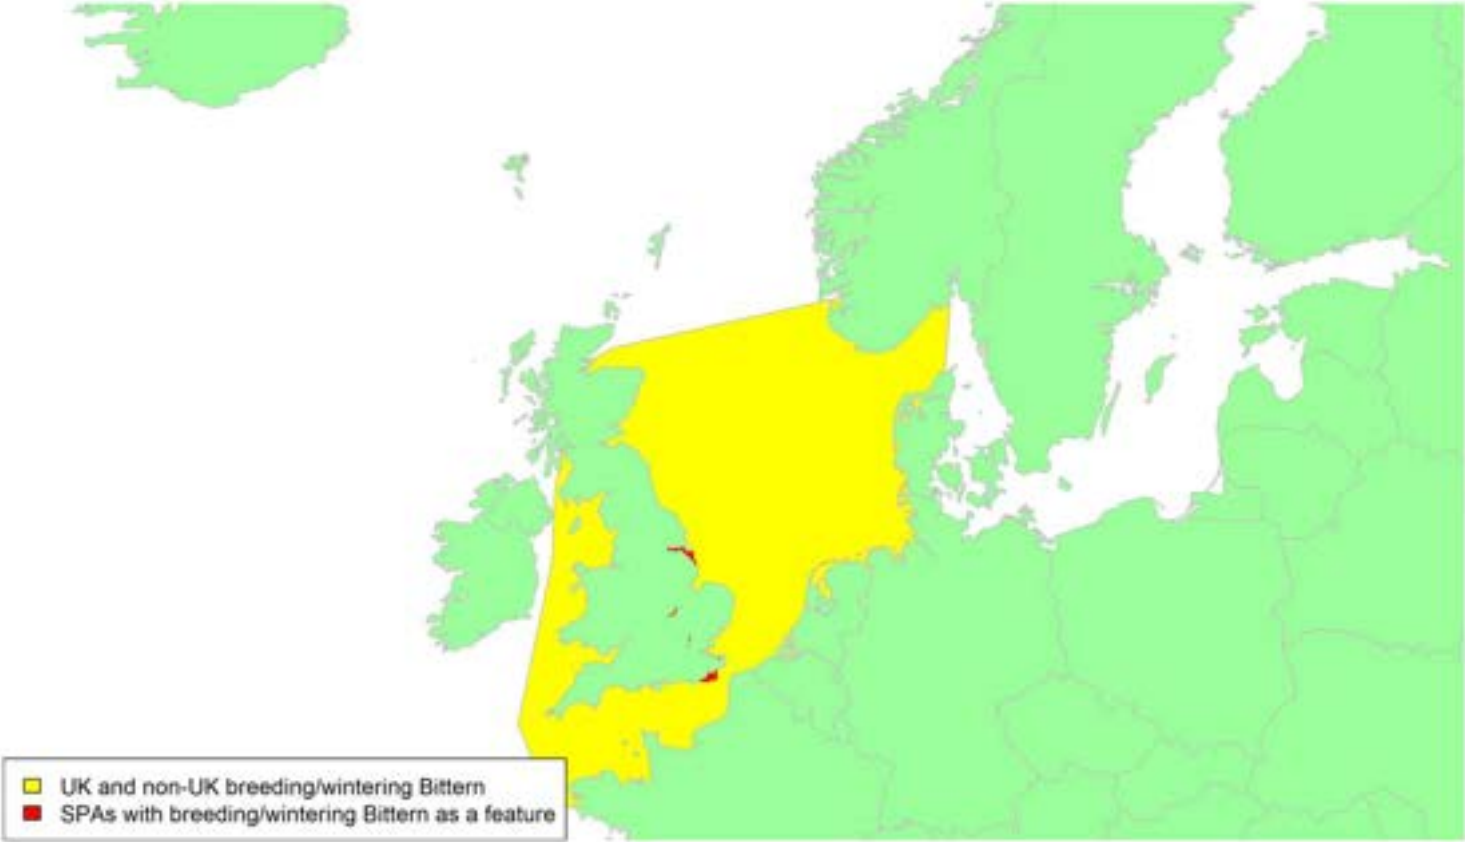 UK and non-UK breeding/wintering Bittern
SPAs with breeding/wintering Bittern as a feature